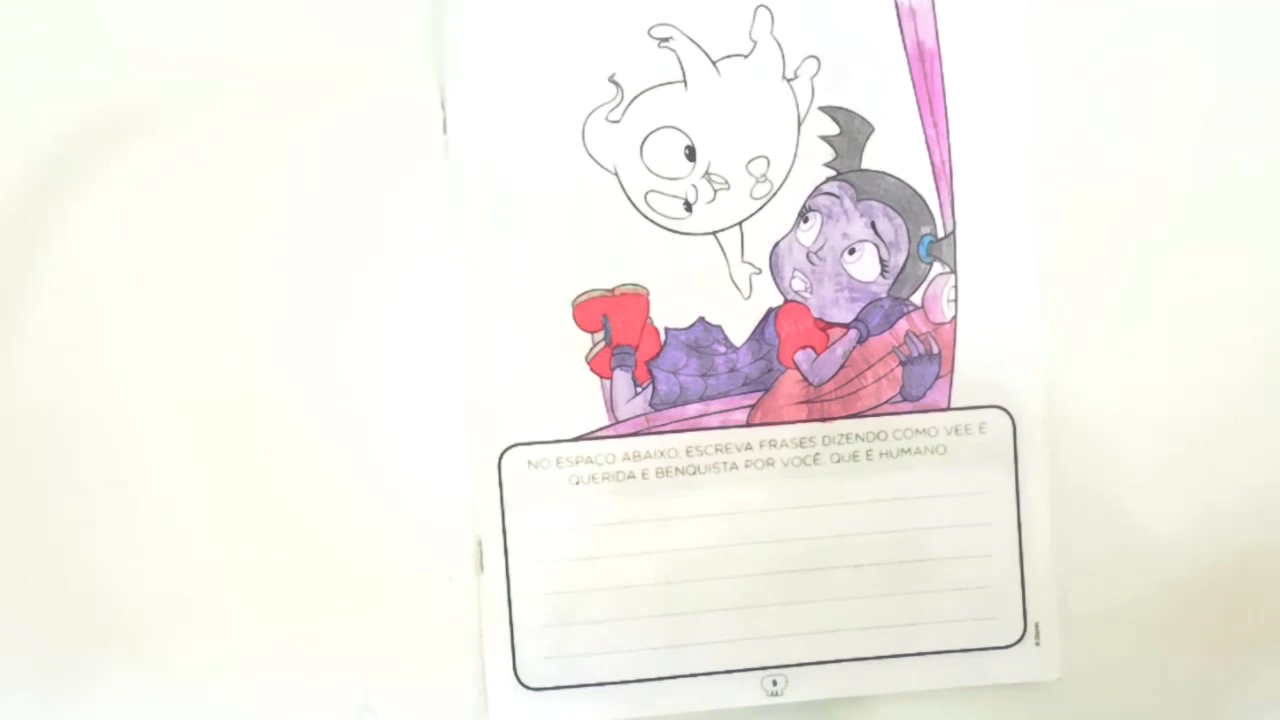 NO ESPAÇO ABAIXO, ESCREVA FRASES DIZENDO COMO VEE É
QUERIDA E BENQUISTA POR VOCÊ, QUE É HUMANO.